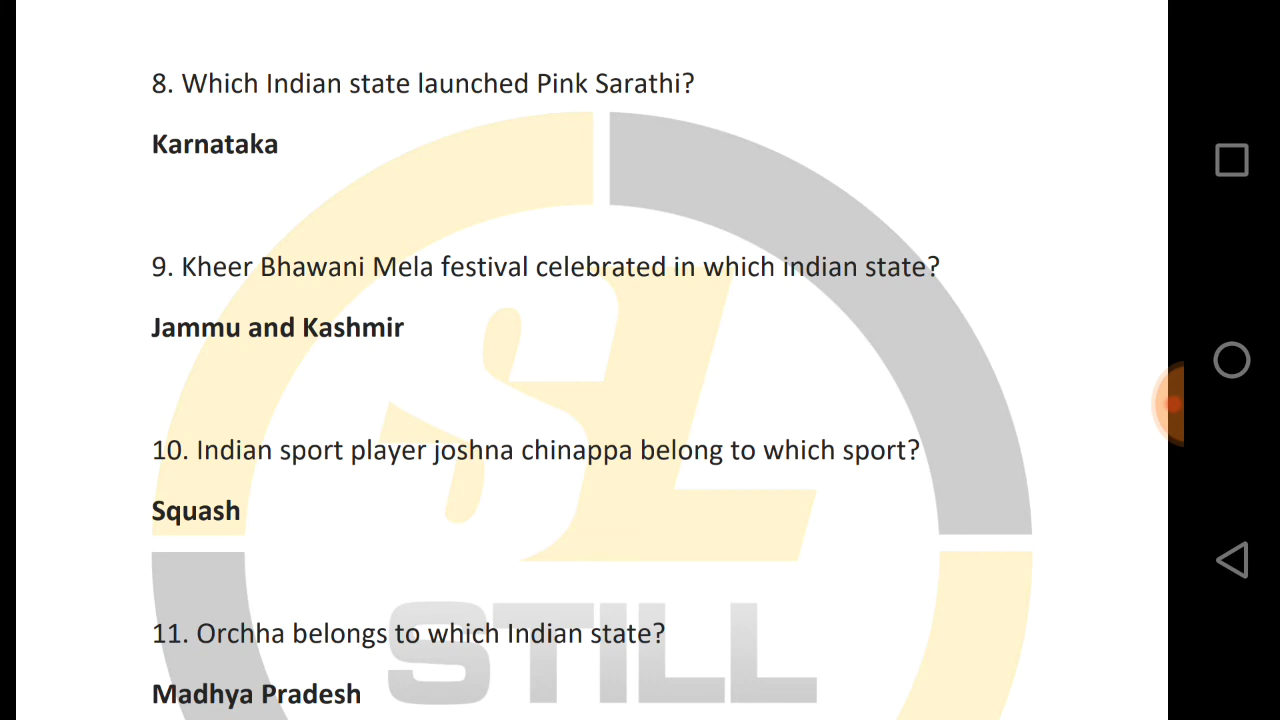 8. Which Indian state launched Pink Sarathi?
Karnataka
9. Kheer Bhawani Mela festival celebrated in which indian state?
Jammu and Kashmir
10. Indian sport player joshna chinappa belong to which sport?
Squash
11. Orchha belongs to which Indian state?
Madhya Pradesh
SL
STILL